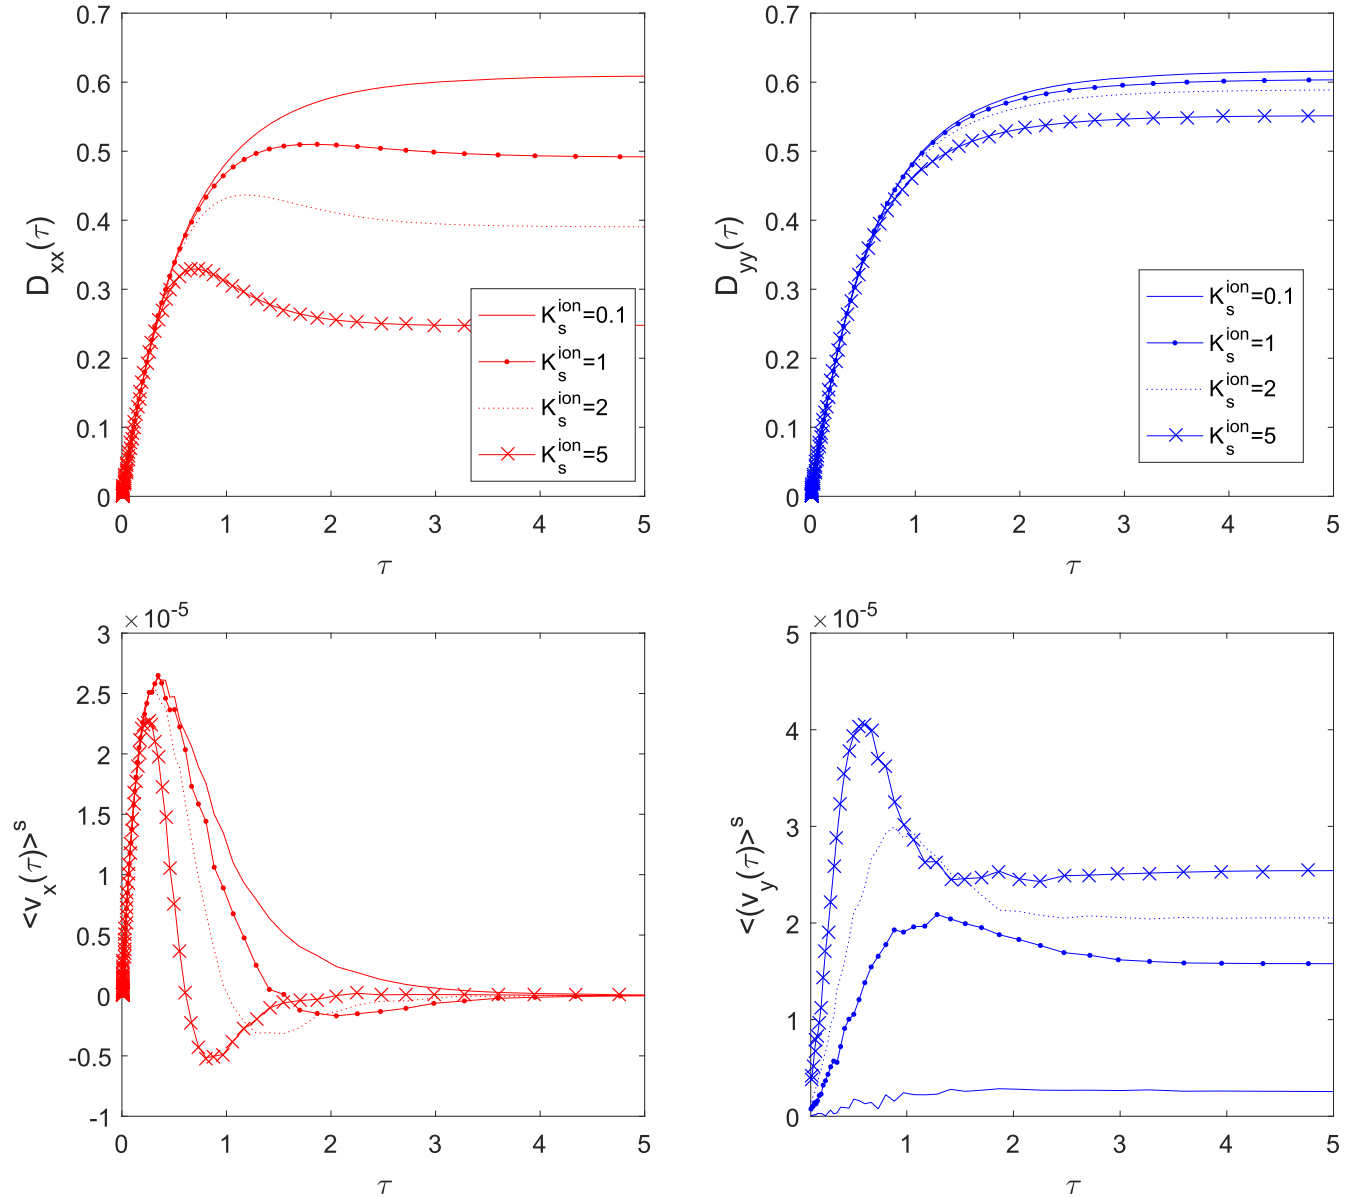 0.7
0.6
0.5
0.4
0.3
0.2
0.1
0
D_xx(τ)
0 1 2 3 4 5
τ
K_s^ion=0.1
K_s^ion=1
K_s^ion=2
K_s^ion=5
0.7
0.6
0.5
0.4
0.3
0.2
0.1
0
D_yy(τ)
0 1 2 3 4 5
τ
K_s^ion=0.1
K_s^ion=1
K_s^ion=2
K_s^ion=5
×10^-5
3
2.5
2
1.5
1
0.5
0
-0.5
-1
<v_x(τ)>^s
0 1 2 3 4 5
τ
×10^-5
5
4
3
2
1
0
<(v_y(τ)>^s
1 2 3 4 5
τ